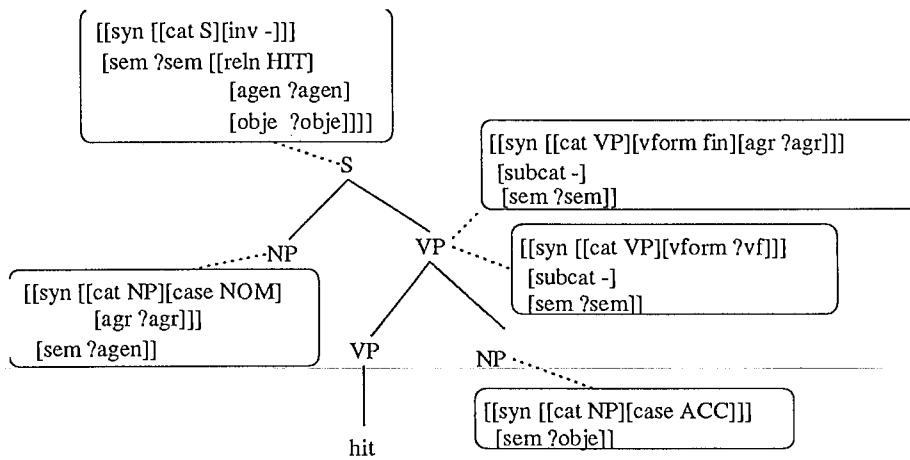 [[syn [[cat S][inv -]]]
[sem ?sem [[reln HIT]
[agen ?agen]
[obje ?obje]]]]
S
[[syn [[cat VP][vform fin][agr ?agr]]]
[subcat -]
[sem ?sem]]
NP
VP
[[syn [[cat VP][vform ?vf]]]
[subcat -]
[sem ?sem]]
[[syn [[cat NP][case NOM]
[agr ?agr]]]
[sem ?agen]]
VP
NP
[[syn [[cat NP][case ACC]]]
[sem ?obje]]
hit